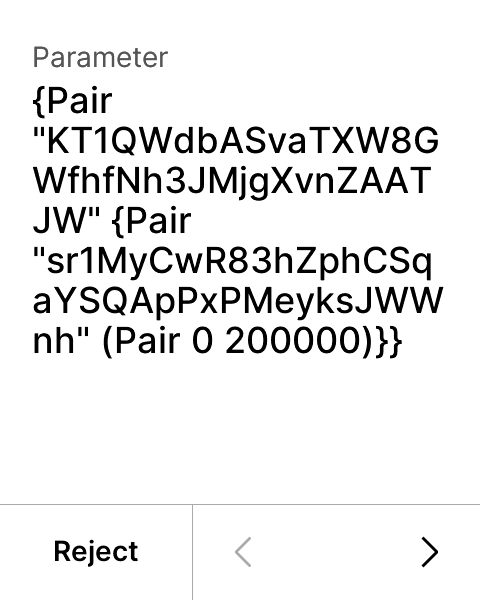 Parameter
{Pair
"KT1QWdbASvaTXW8G
WfhfNh3JMjgXvnZAAT
JW" {Pair
"sr1MyCwR83hZphCSq
aYSQApPxPMeyksJWW
nh" (Pair 0 200000)}}
Reject